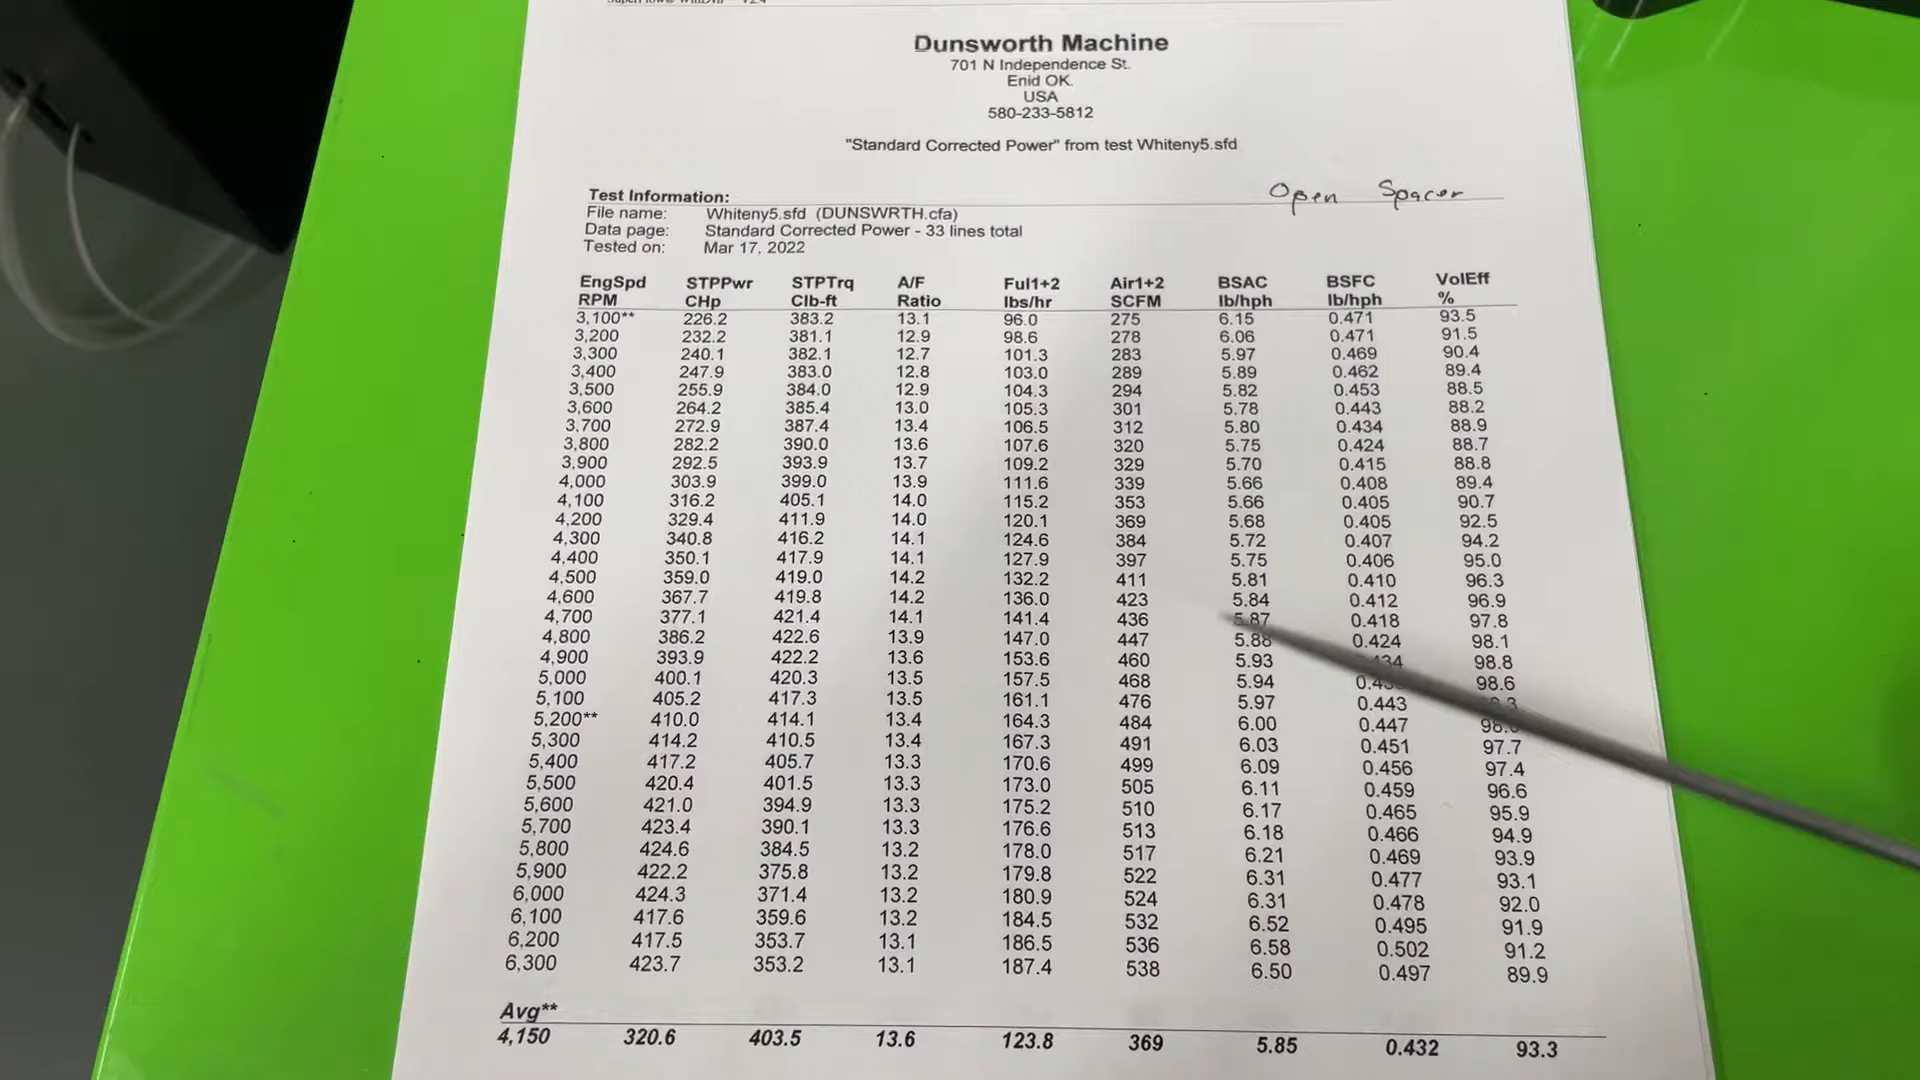 Dunsworth Machine
701 N Independence St.
Enid OK.
USA
580-233-5812
"Standard Corrected Power" from test Whiteny5.sfd
Open Spacer
Test Information:
File name: Whiteny5.sfd (DUNSWRTH.cfa)
Data page: Standard Corrected Power - 33 lines total
Tested on: Mar 17, 2022
EngSpd STPPwr STPTrq A/F Ful1+2 Air1+2 BSAC BSFC VolEff
RPM CHp Clb-ft Ratio lbs/hr SCFM lb/hph lb/hph %
3,100** 226.2 383.2 13.1 96.0 275 6.15 0.471 93.5
3,200 232.2 381.1 12.9 98.6 278 6.06 0.471 91.5
3,300 240.1 382.1 12.7 101.3 283 5.97 0.469 90.4
3,400 247.9 383.0 12.8 103.0 289 5.89 0.462 89.4
3,500 255.9 384.0 12.9 104.3 294 5.82 0.453 88.5
3,600 264.2 385.4 13.0 105.3 301 5.78 0.443 88.2
3,700 272.9 387.4 13.4 106.5 312 5.80 0.434 88.9
3,800 282.2 390.0 13.6 107.6 320 5.75 0.424 88.7
3,900 292.5 393.9 13.7 109.2 329 5.70 0.415 88.8
4,000 303.9 399.0 13.9 111.6 339 5.66 0.408 89.4
4,100 316.2 405.1 14.0 115.2 353 5.66 0.405 90.7
4,200 329.4 411.9 14.0 120.1 369 5.68 0.405 92.5
4,300 340.8 416.2 14.1 124.6 384 5.72 0.407 94.2
4,400 350.1 417.9 14.1 127.9 397 5.75 0.406 95.0
4,500 359.0 419.0 14.2 132.2 411 5.81 0.410 96.3
4,600 367.7 419.8 14.2 136.0 423 5.84 0.412 96.9
4,700 377.1 421.4 14.1 141.4 436 5.87 0.418 97.8
4,800 386.2 422.6 13.9 147.0 447 5.88 0.424 98.1
4,900 393.9 422.2 13.6 153.6 460 5.93 98.8
5,000 400.1 420.3 13.5 157.5 468 5.94 98.6
5,100 405.2 417.3 13.5 161.1 476 5.97 0.443
5,200** 410.0 414.1 13.4 164.3 484 6.00 0.447
5,300 414.2 410.5 13.4 167.3 491 6.03 0.451 97.7
5,400 417.2 405.7 13.3 170.6 499 6.09 0.456 97.4
5,500 420.4 401.5 13.3 173.0 505 6.11 0.459 96.6
5,600 421.0 394.9 13.3 175.2 510 6.17 0.465 95.9
5,700 423.4 390.1 13.3 176.6 513 6.18 0.466 94.9
5,800 424.6 384.5 13.2 178.0 517 6.21 0.469 93.9
5,900 422.2 375.8 13.2 179.8 522 6.31 0.477 93.1
6,000 424.3 371.4 13.2 180.9 524 6.31 0.478 92.0
6,100 417.6 359.6 13.2 184.5 532 6.52 0.495 91.9
6,200 417.5 353.7 13.1 186.5 536 6.58 0.502 91.2
6,300 423.7 353.2 13.1 187.4 538 6.50 0.497 89.9
Avg**
4,150 320.6 403.5 13.6 123.8 369 5.85 0.432 93.3